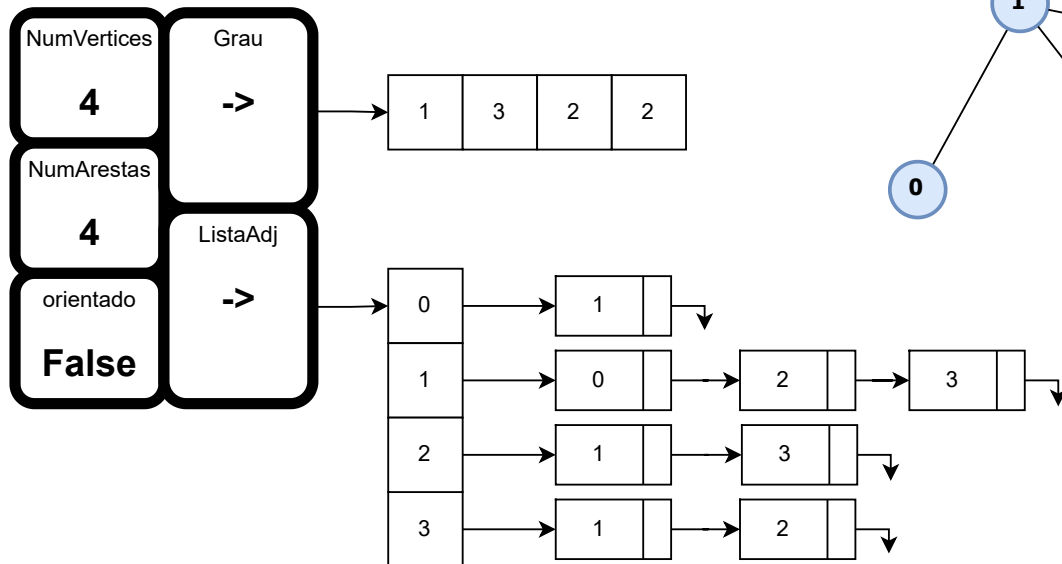 NumVertices
4
Grau
->
1 3 2 2
NumArestas
4
ListaAdj
->
orientado
False
0 1
1 0 2 3
2 1 3
3 1 2
1
0